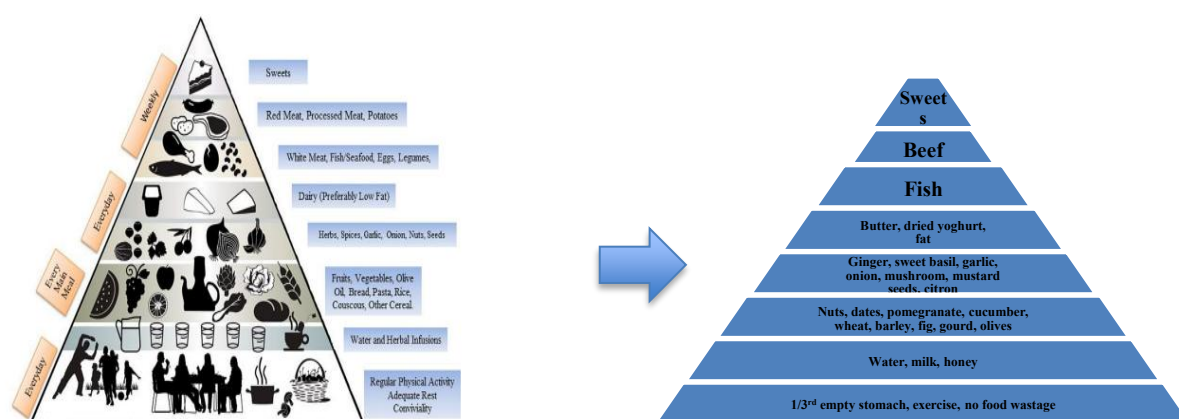 Weekly
Everyday
Every
Main
Meal
Everyday
Sweets
Red Meat, Processed Meat, Potatoes
White Meat, Fish/Seafood, Eggs, Legumes,
Dairy (Preferably Low Fat)
Herbs, Spices, Garlic, Onion, Nuts, Seeds
Fruits, Vegetables, Olive
Oil, Bread, Pasta, Rice,
Couscous, Other Cereal.
Water and Herbal Infusions
Regular Physical Activity
Adequate Rest
Conviviality
Sweet
s
Beef
Fish
Butter, dried yoghurt,
fat
Ginger, sweet basil, garlic,
onion, mushroom, mustard
seeds, citron
Nuts, dates, pomegranate, cucumber,
wheat, barley, fig, gourd, olives
Water, milk, honey
1/3rd empty stomach, exercise, no food wastage